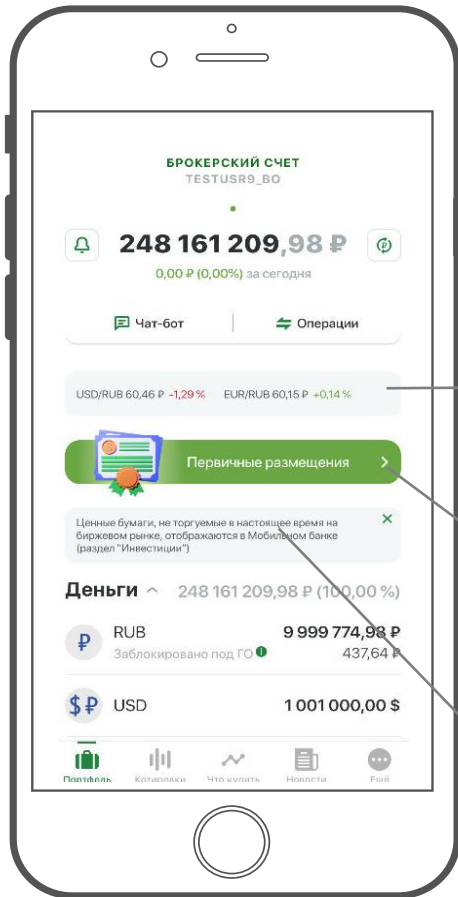 БРОКЕРСКИЙ СЧЕТ
TESTUSR9_BO
248 161 209,98 ₽
0,00 ₽ (0,00%) за сегодня
Чат-бот
Операции
USD/RUB 60,46 ₽ -1,29 % EUR/RUB 60,15 ₽ +0,14 %
Первичные размещения
Ценные бумаги, не торгуемые в настоящее время на
биржевом рынке, отображаются в Мобильном банке
(раздел "Инвестиции")
Деньги 248 161 209,98 ₽ (100,00 %)
RUB 9 999 774,98 ₽
Заблокировано под ГО 437,64 ₽
USD 1 001 000,00 $
Портфель Котировки Что купить Новости Ещё